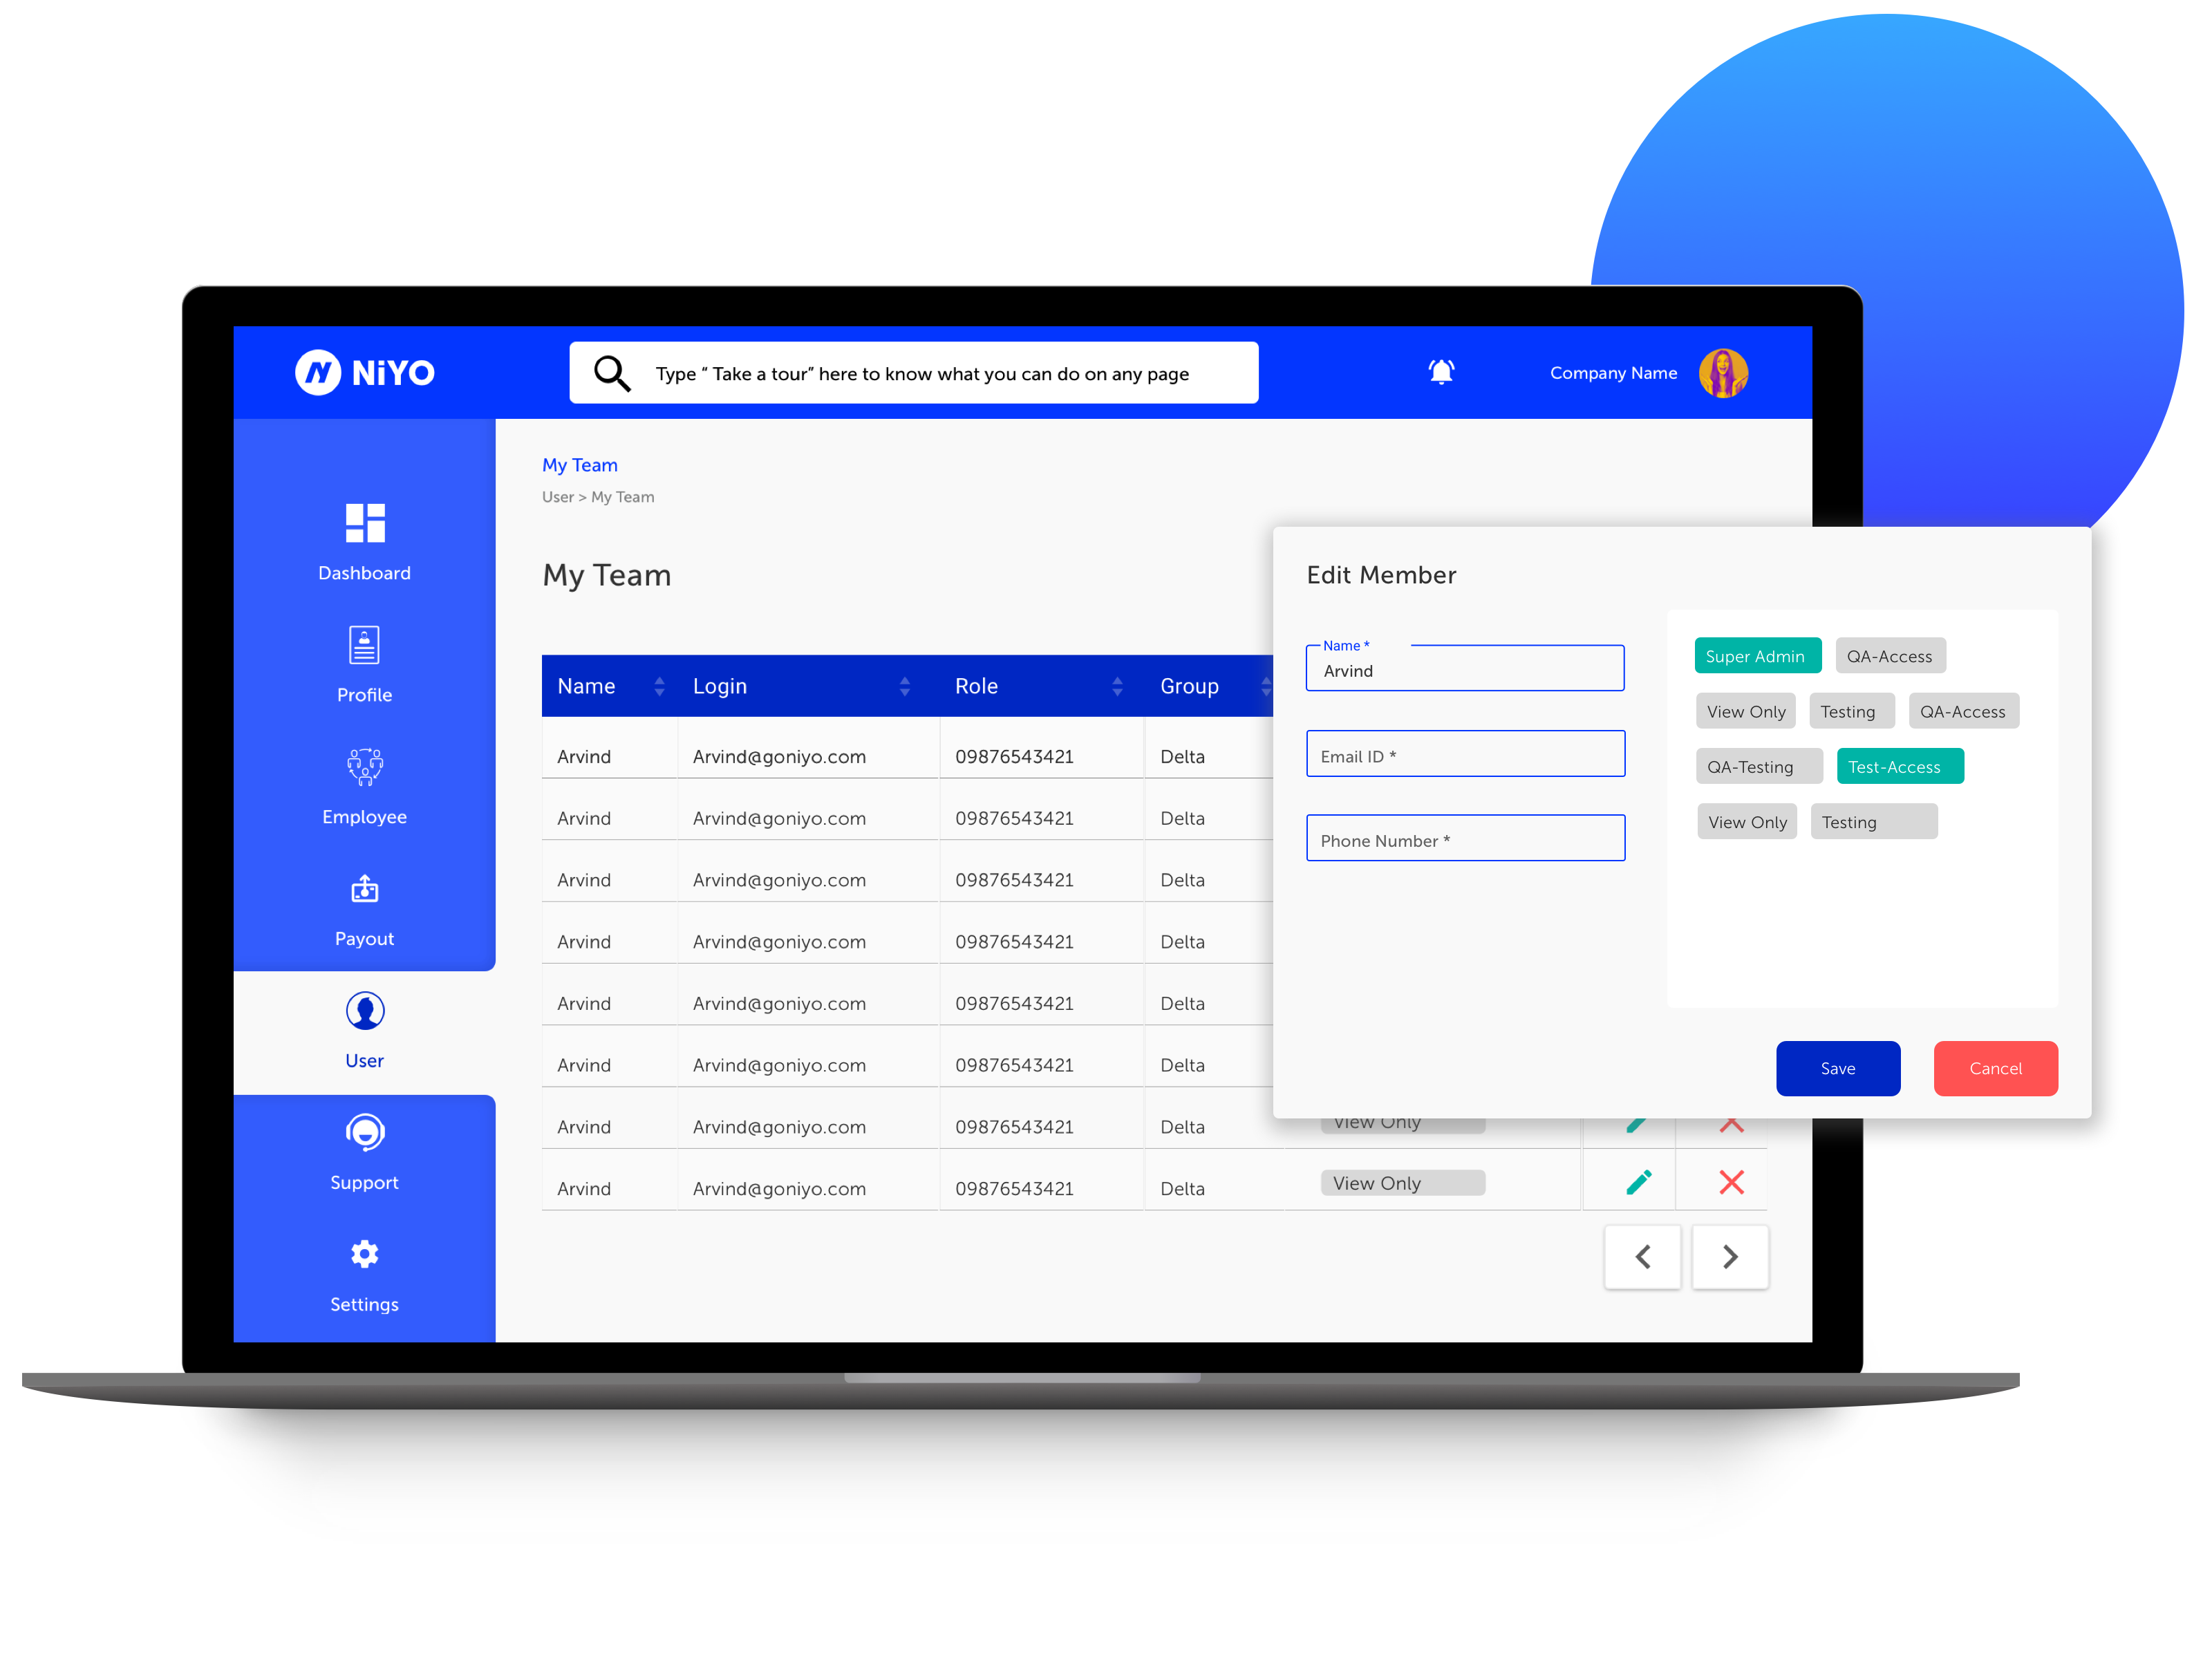 NiYO
Type “ Take a tour” here to know what you can do on any page
Company Name
Dashboard
Profile
Employee
Payout
User
Support
Settings
My Team
User > My Team
My Team
Name Login Role Group
Arvind Arvind@goniyo.com 09876543421 Delta
Arvind Arvind@goniyo.com 09876543421 Delta
Arvind Arvind@goniyo.com 09876543421 Delta
Arvind Arvind@goniyo.com 09876543421 Delta
Arvind Arvind@goniyo.com 09876543421 Delta
Arvind Arvind@goniyo.com 09876543421 Delta
Arvind Arvind@goniyo.com 09876543421 Delta View Only
Arvind Arvind@goniyo.com 09876543421 Delta View Only
Edit Member
Name *
Arvind
Email ID *
Phone Number *
Super Admin QA-Access
View Only Testing QA-Access
QA-Testing Test-Access
View Only Testing
Save Cancel